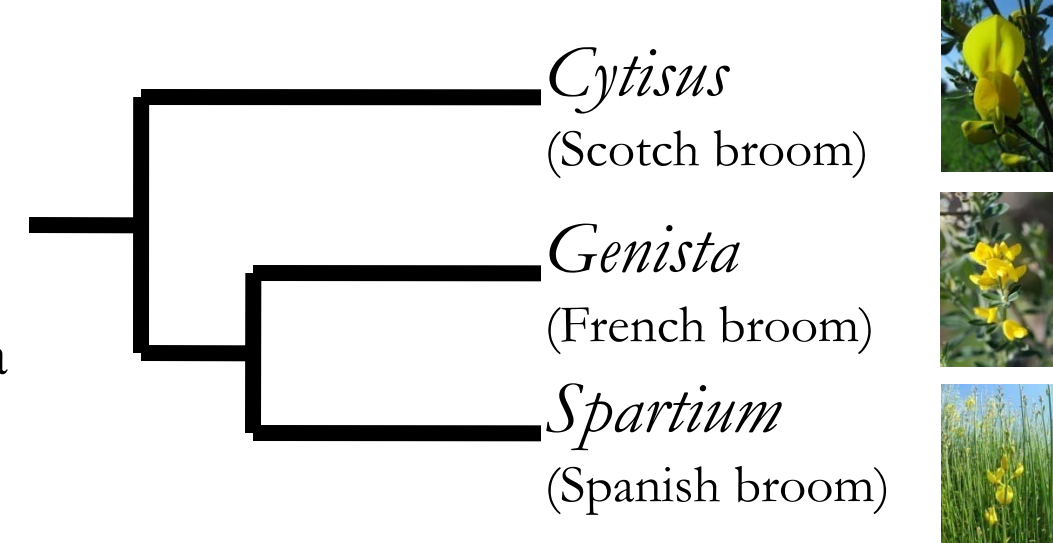 Cytisus
(Scotch broom)
Genista
(French broom)
a
Spartium
(Spanish broom)